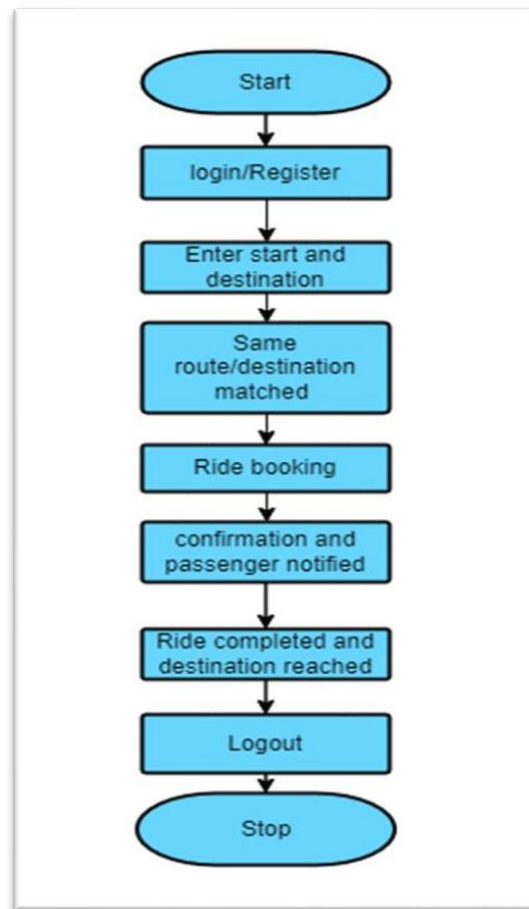 Start
login/Register
Enter start and
destination
Same
route/destination
matched
Ride booking
confirmation and
passenger notified
Ride completed and
destination reached
Logout
Stop